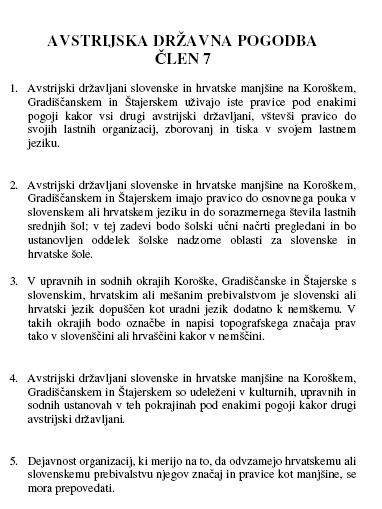 AVSTRIJSKA DRŽAVNA POGODBA
ČLEN 7
1. Avstrijski državljani slovenske in hrvatske manjšine na Koroškem,
Gradiščanskem in Štajerskem uživajo iste pravice pod enakimi
pogoji kakor vsi drugi avstrijski državljani, vštevši pravico do
svojih lastnih organizacij, zborovanj in tiska v svojem lastnem
jeziku.
2. Avstrijski državljani slovenske in hrvatske manjšine na Koroškem,
Gradiščanskem in Štajerskem imajo pravico do osnovnega pouka v
slovenskem ali hrvatskem jeziku in do sorazmernega števila lastnih
srednjih šol; v tej zadevi bodo šolski učni načrti pregledani in bo
ustanovljen oddelek šolske nadzorne oblasti za slovenske in
hrvatske šole.
3. V upravnih in sodnih okrajih Koroške, Gradiščanske in Štajerske s
slovenskim, hrvatskim ali mešanim prebivalstvom je slovenski ali
hrvatski jezik dopuščen kot uradni jezik dodatno k nemškemu. V
takih okrajih bodo označbe in napisi topografskega značaja prav
tako v slovenščini ali hrvaščini kakor v nemščini.
4. Avstrijski državljani slovenske in hrvatske manjšine na Koroškem,
Gradiščanskem in Štajerskem so udeleženi v kulturnih, upravnih in
sodnih ustanovah v teh pokrajinah pod enakimi pogoji kakor drugi
avstrijski državljani.
5. Dejavnost organizacij, ki merijo na to, da odvzamejo hrvatskemu ali
slovenskemu prebivalstvu njegov značaj in pravice kot manjšine, se
mora prepovedati.